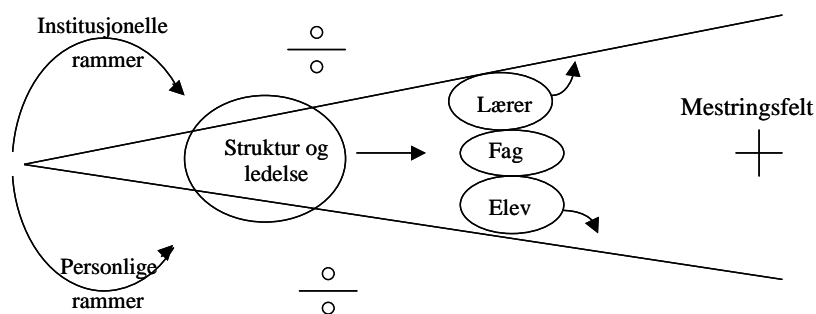 Institusjonelle
rammer
Struktur og
ledelse
Personlige
rammer
Lærer
Fag
Elev
Mestringsfelt